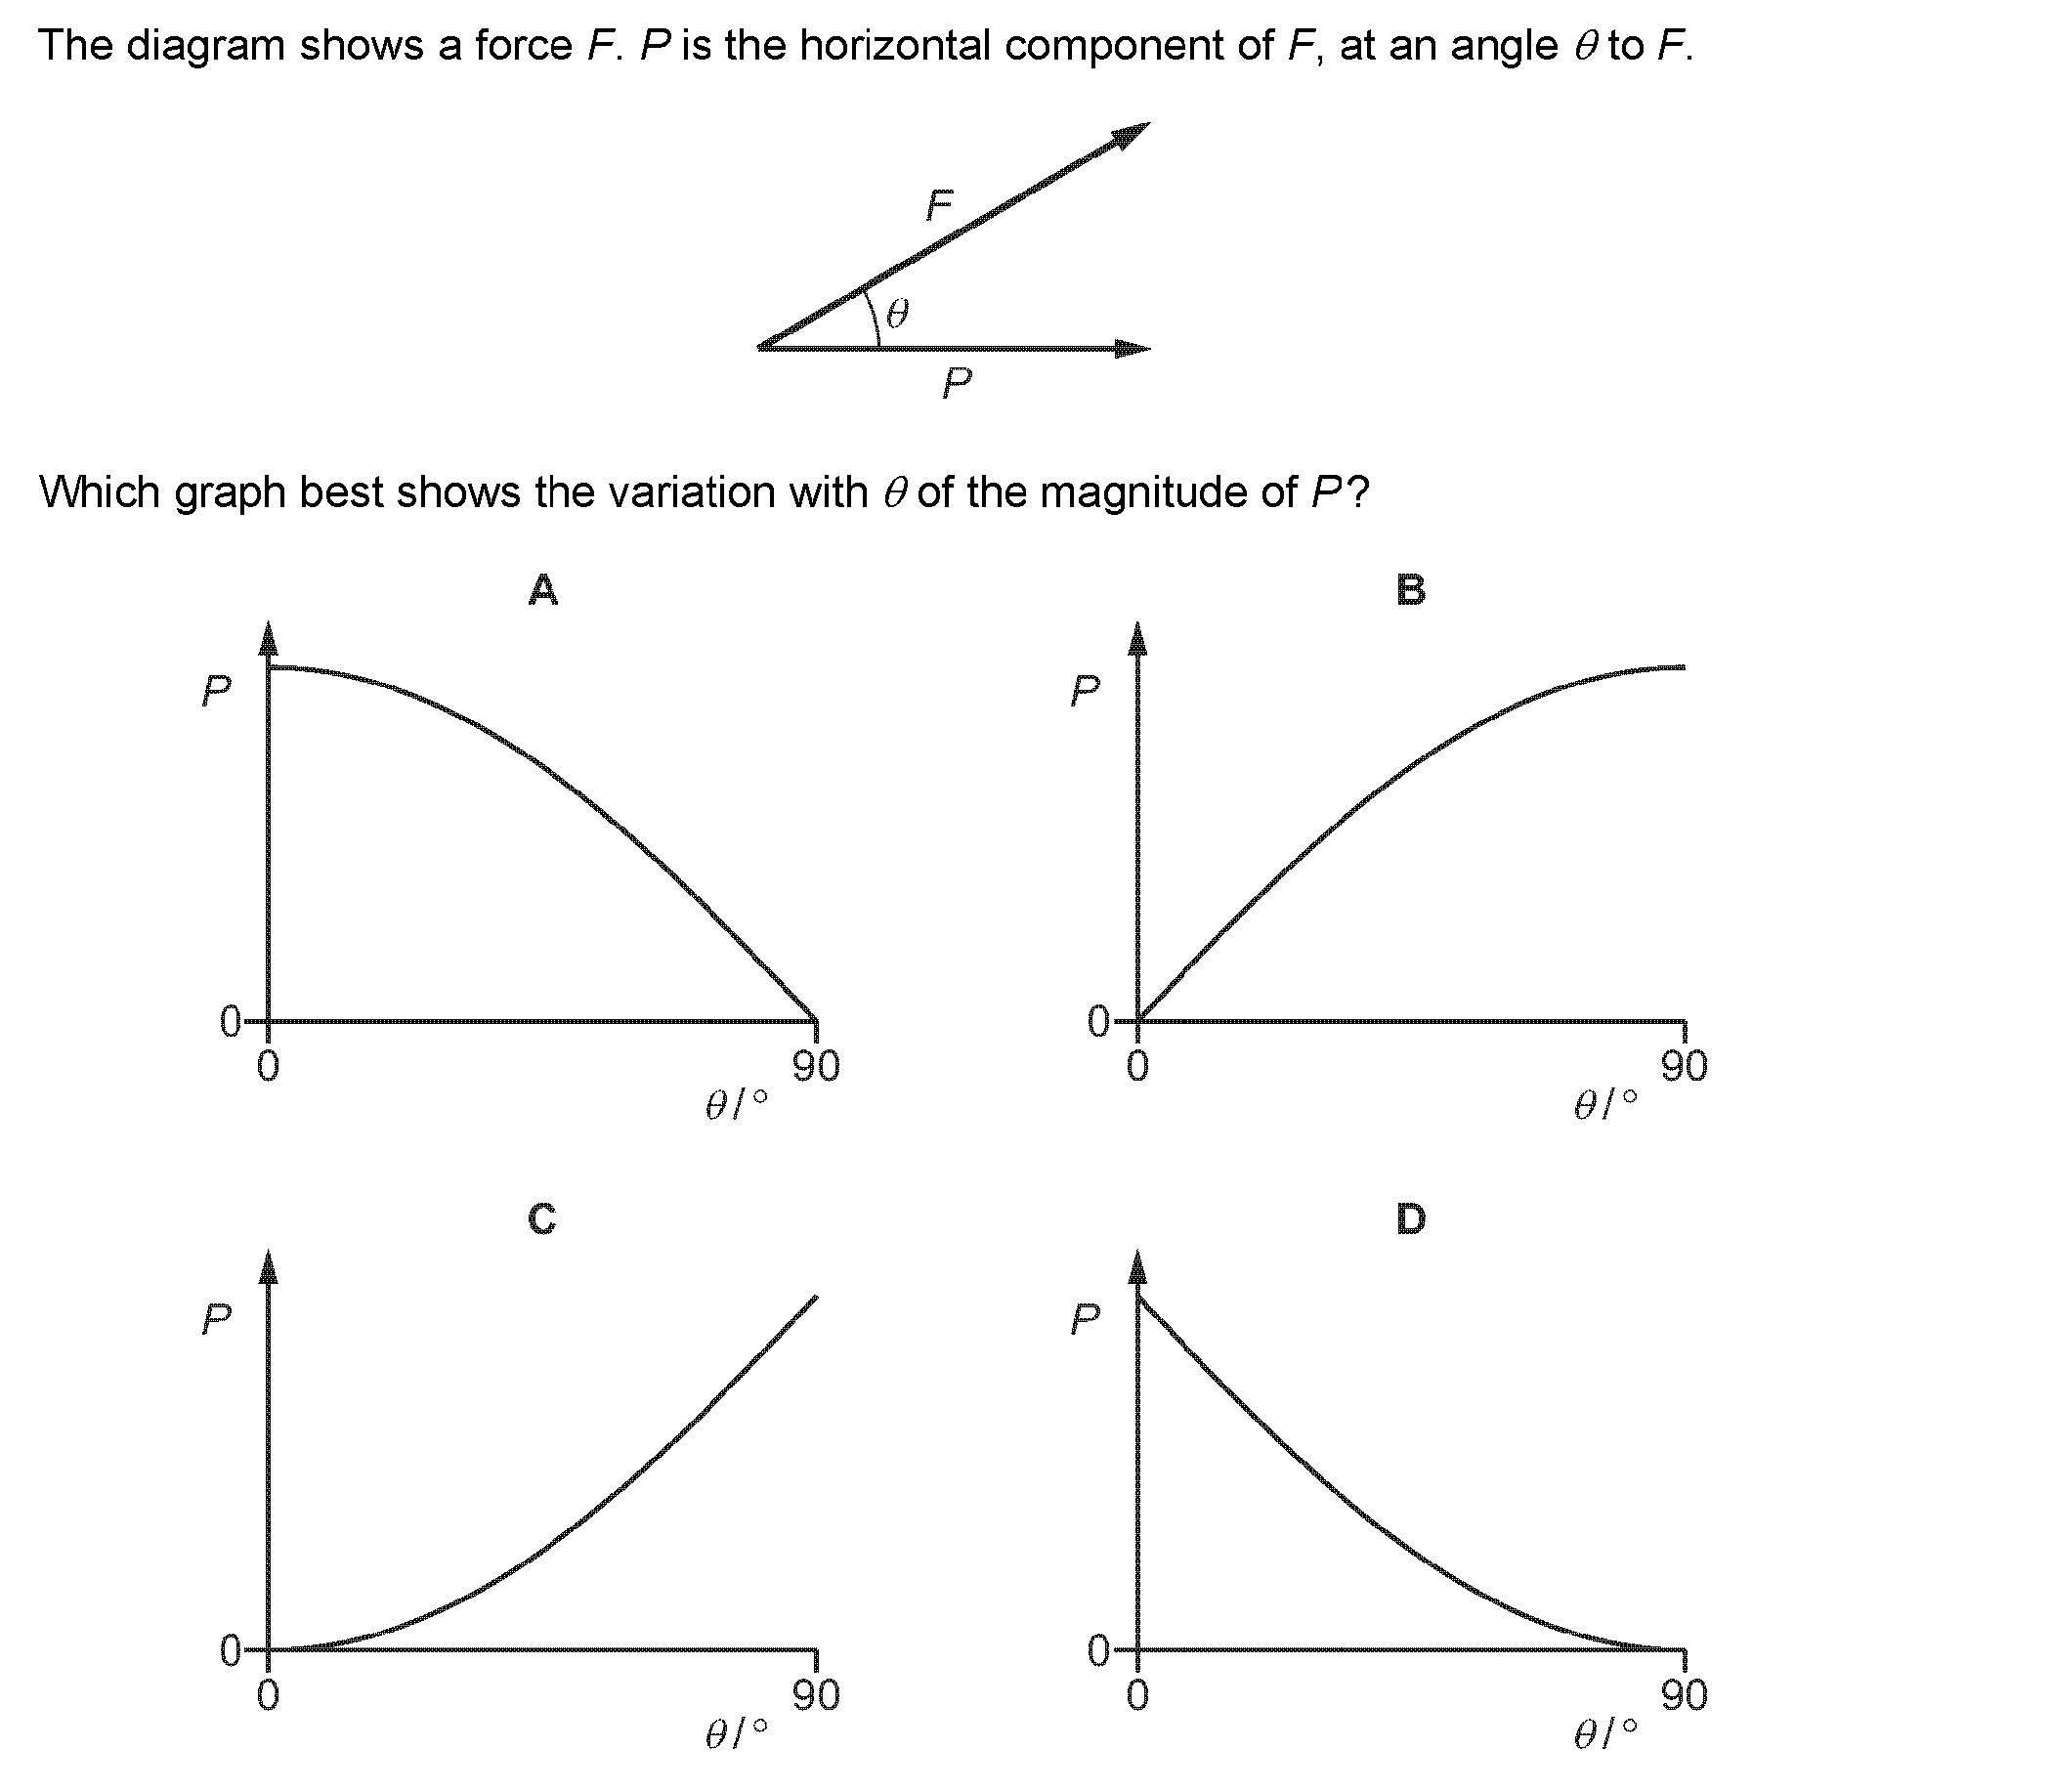 The diagram shows a force F. P is the horizontal component of F, at an angle θ to F.
F
θ
P
Which graph best shows the variation with θ of the magnitude of P?
A
B
P
P
0
0
0
90
0
90
θ/°
θ/°
C
D
P
P
0
0
0
90
0
90
θ/°
θ/°